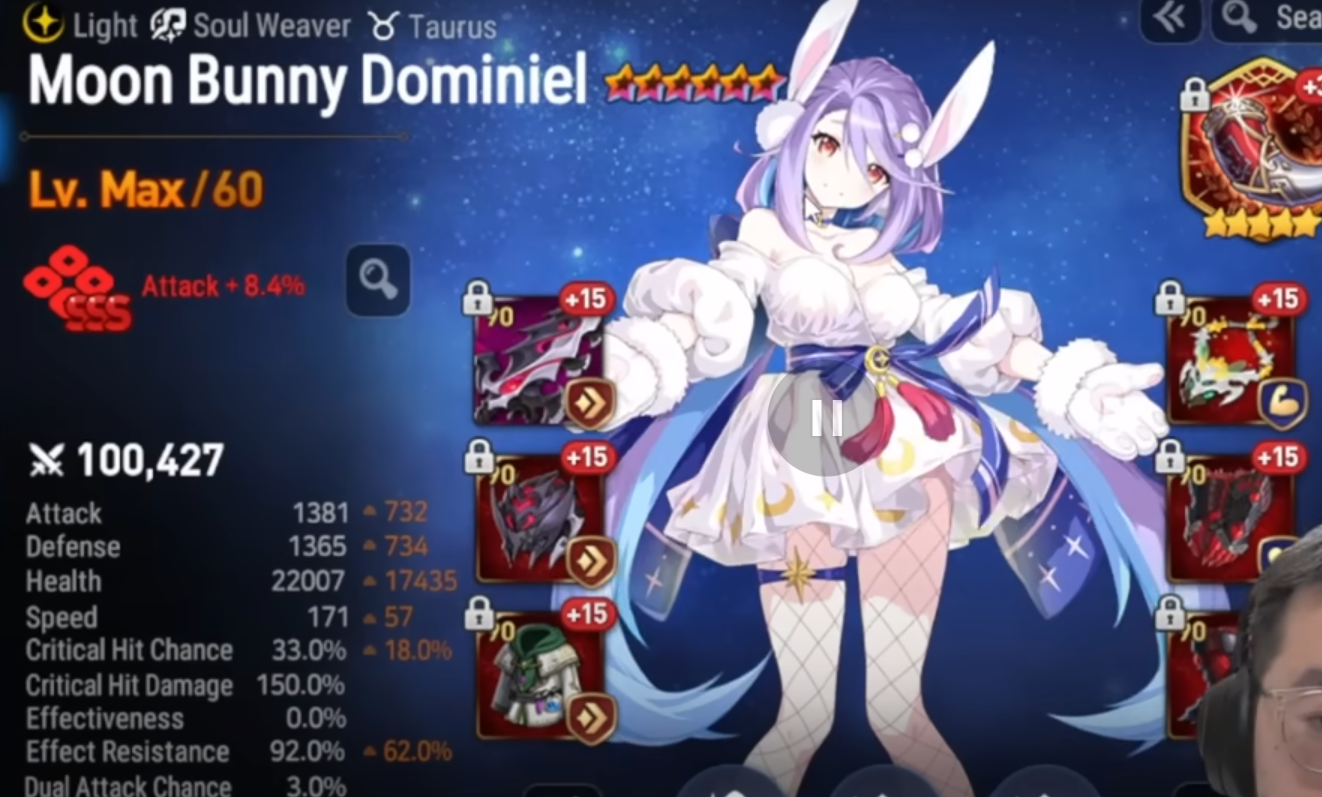 Light Soul Weaver Taurus
Sea
Moon Bunny Dominiel
+3
Lv. Max/60
SSS Attack + 8.4%
+15
+15
100,427
+15
+15
+15
Attack 1381 732
Defense 1365 734
Health 22007 17435
Speed 171 57
Critical Hit Chance 33.0% 18.0%
Critical Hit Damage 150.0%
Effectiveness 0.0%
Effect Resistance 92.0% 62.0%
Dual Attack Chance 3.0%